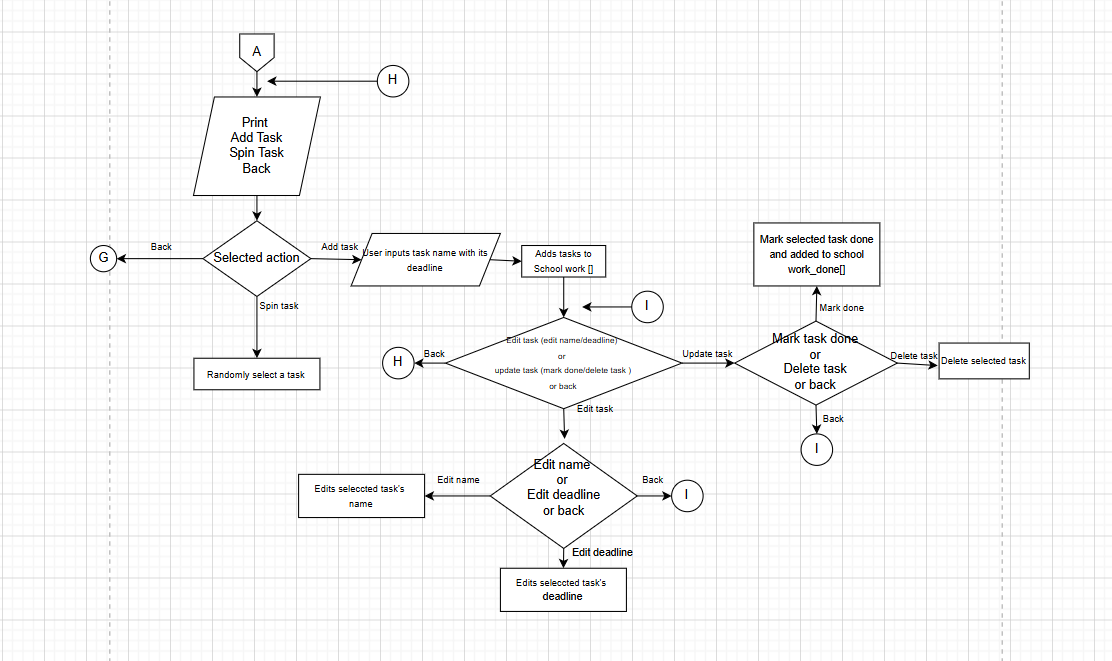 A
H
Print
Add Task
Spin Task
Back
G
Back
Selected action
Add task
User inputs task name with its
deadline
Adds tasks to
School work []
Mark selected task done
and added to school
work_done[]
Spin task
I
Mark done
Randomly select a task
H
Back
Edit task (edit name/deadline)
or
update task (mark done/delete task )
or back
Update task
Mark task done
or
Delete task
or back
Delete task
Delete selected task
Edit task
Back
I
Edits seleccted task's
name
Edit name
Edit name
or
Edit deadline
or back
Back
I
Edit deadline
Edits seleccted task's
deadline